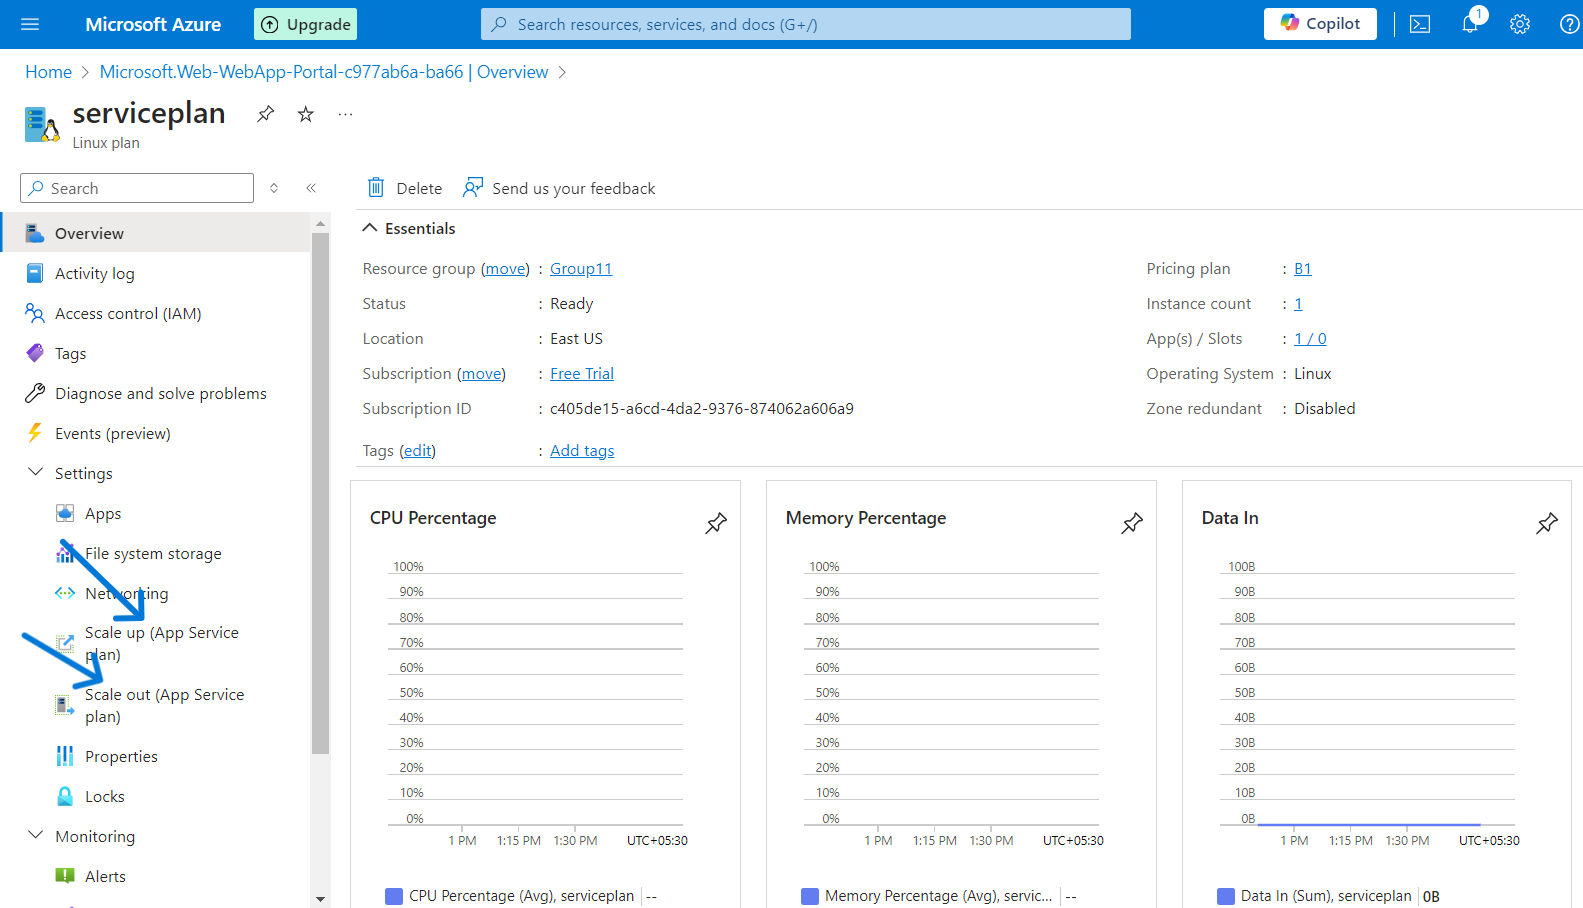 Microsoft Azure
Upgrade
Search resources, services, and docs (G+/)
Copilot
1
Home > Microsoft.Web-WebApp-Portal-c977ab6a-ba66 | Overview >
serviceplan
...
Linux plan
Search
Delete
Send us your feedback
Overview
Activity log
Access control (IAM)
Tags
Diagnose and solve problems
Events (preview)
Settings
Apps
File system storage
Networking
Scale up (App Service
plan)
Scale out (App Service
plan)
Properties
Locks
Monitoring
Alerts
Essentials
Resource group (move) : Group11
Status : Ready
Location : East US
Subscription (move) : Free Trial
Subscription ID : c405de15-a6cd-4da2-9376-874062a606a9
Tags (edit) : Add tags
Pricing plan : B1
Instance count : 1
App(s) / Slots : 1 / 0
Operating System : Linux
Zone redundant : Disabled
CPU Percentage
100%
90%
80%
70%
60%
50%
40%
30%
20%
10%
0%
1 PM 1:15 PM 1:30 PM UTC+05:30
CPU Percentage (Avg), serviceplan | --
Memory Percentage
100%
90%
80%
70%
60%
50%
40%
30%
20%
10%
0%
1 PM 1:15 PM 1:30 PM UTC+05:30
Memory Percentage (Avg), servic... | --
Data In
100B
90B
80B
70B
60B
50B
40B
30B
20B
10B
0B
1 PM 1:15 PM 1:30 PM UTC+05:30
Data In (Sum), serviceplan | 0B